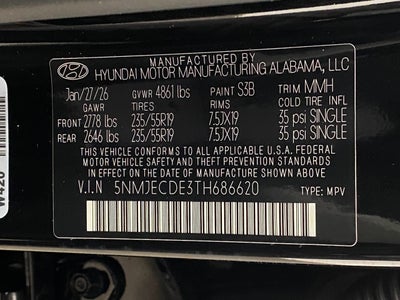 MANUFACTURED BY
HYUNDAI MOTOR MANUFACTURING ALABAMA, LLC
Jan/27/26 GVWR 4861 lbs PAINT S3B TRIM MMH
GAWR TIRES RIMS COLD TIRE INFL
FRONT 2778 lbs 235/55R19 7.5JX19 35 psi SINGLE
REAR 2646 lbs 235/55R19 7.5JX19 35 psi SINGLE
THIS VEHICLE CONFORMS TO ALL APPLICABLE U.S.A. FEDERAL
MOTOR VEHICLE SAFETY AND THEFT PREVENTION STANDARDS
IN EFFECT ON THE DATE OF MANUFACTURE SHOWN ABOVE.
V.I.N 5NMJECDE3TH686620 TYPE: MPV
W420